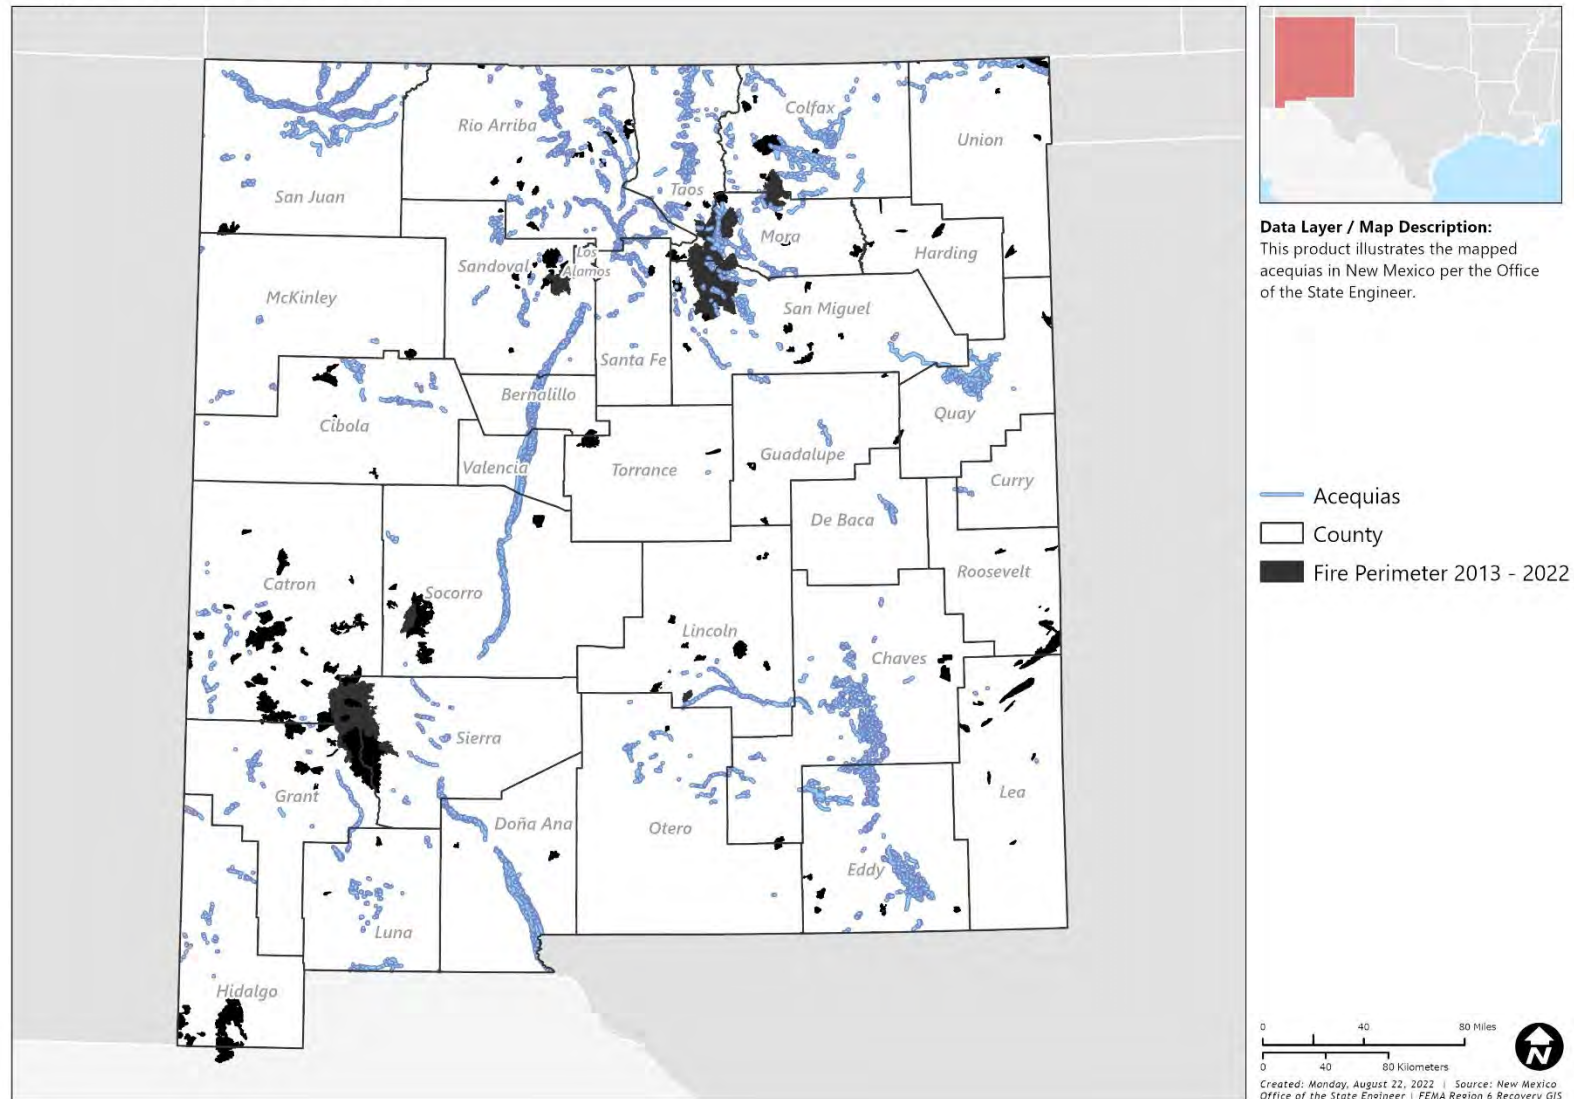 Colfax
Rio Arriba
Union
Taos
San Juan
Mora
Harding
Los
Alamos
Sandoval
McKinley
San Miguel
Santa Fe
Bernalillo
Quay
Cibola
Guadalupe
Valencia
Torrance
Curry
De Baca
Roosevelt
Catron
Socorro
Lincoln
Chaves
Sierra
Lea
Grant
Doña Ana
Otero
Eddy
Luna
Hidalgo
Data Layer / Map Description:
This product illustrates the mapped
acequias in New Mexico per the Office
of the State Engineer.
Acequias
County
Fire Perimeter 2013 - 2022
0 40 80 Miles
0 40 80 Kilometers
N
Created: Monday, August 22, 2022 | Source: New Mexico
Office of the State Engineer | FEMA Region 6 Recovery GIS